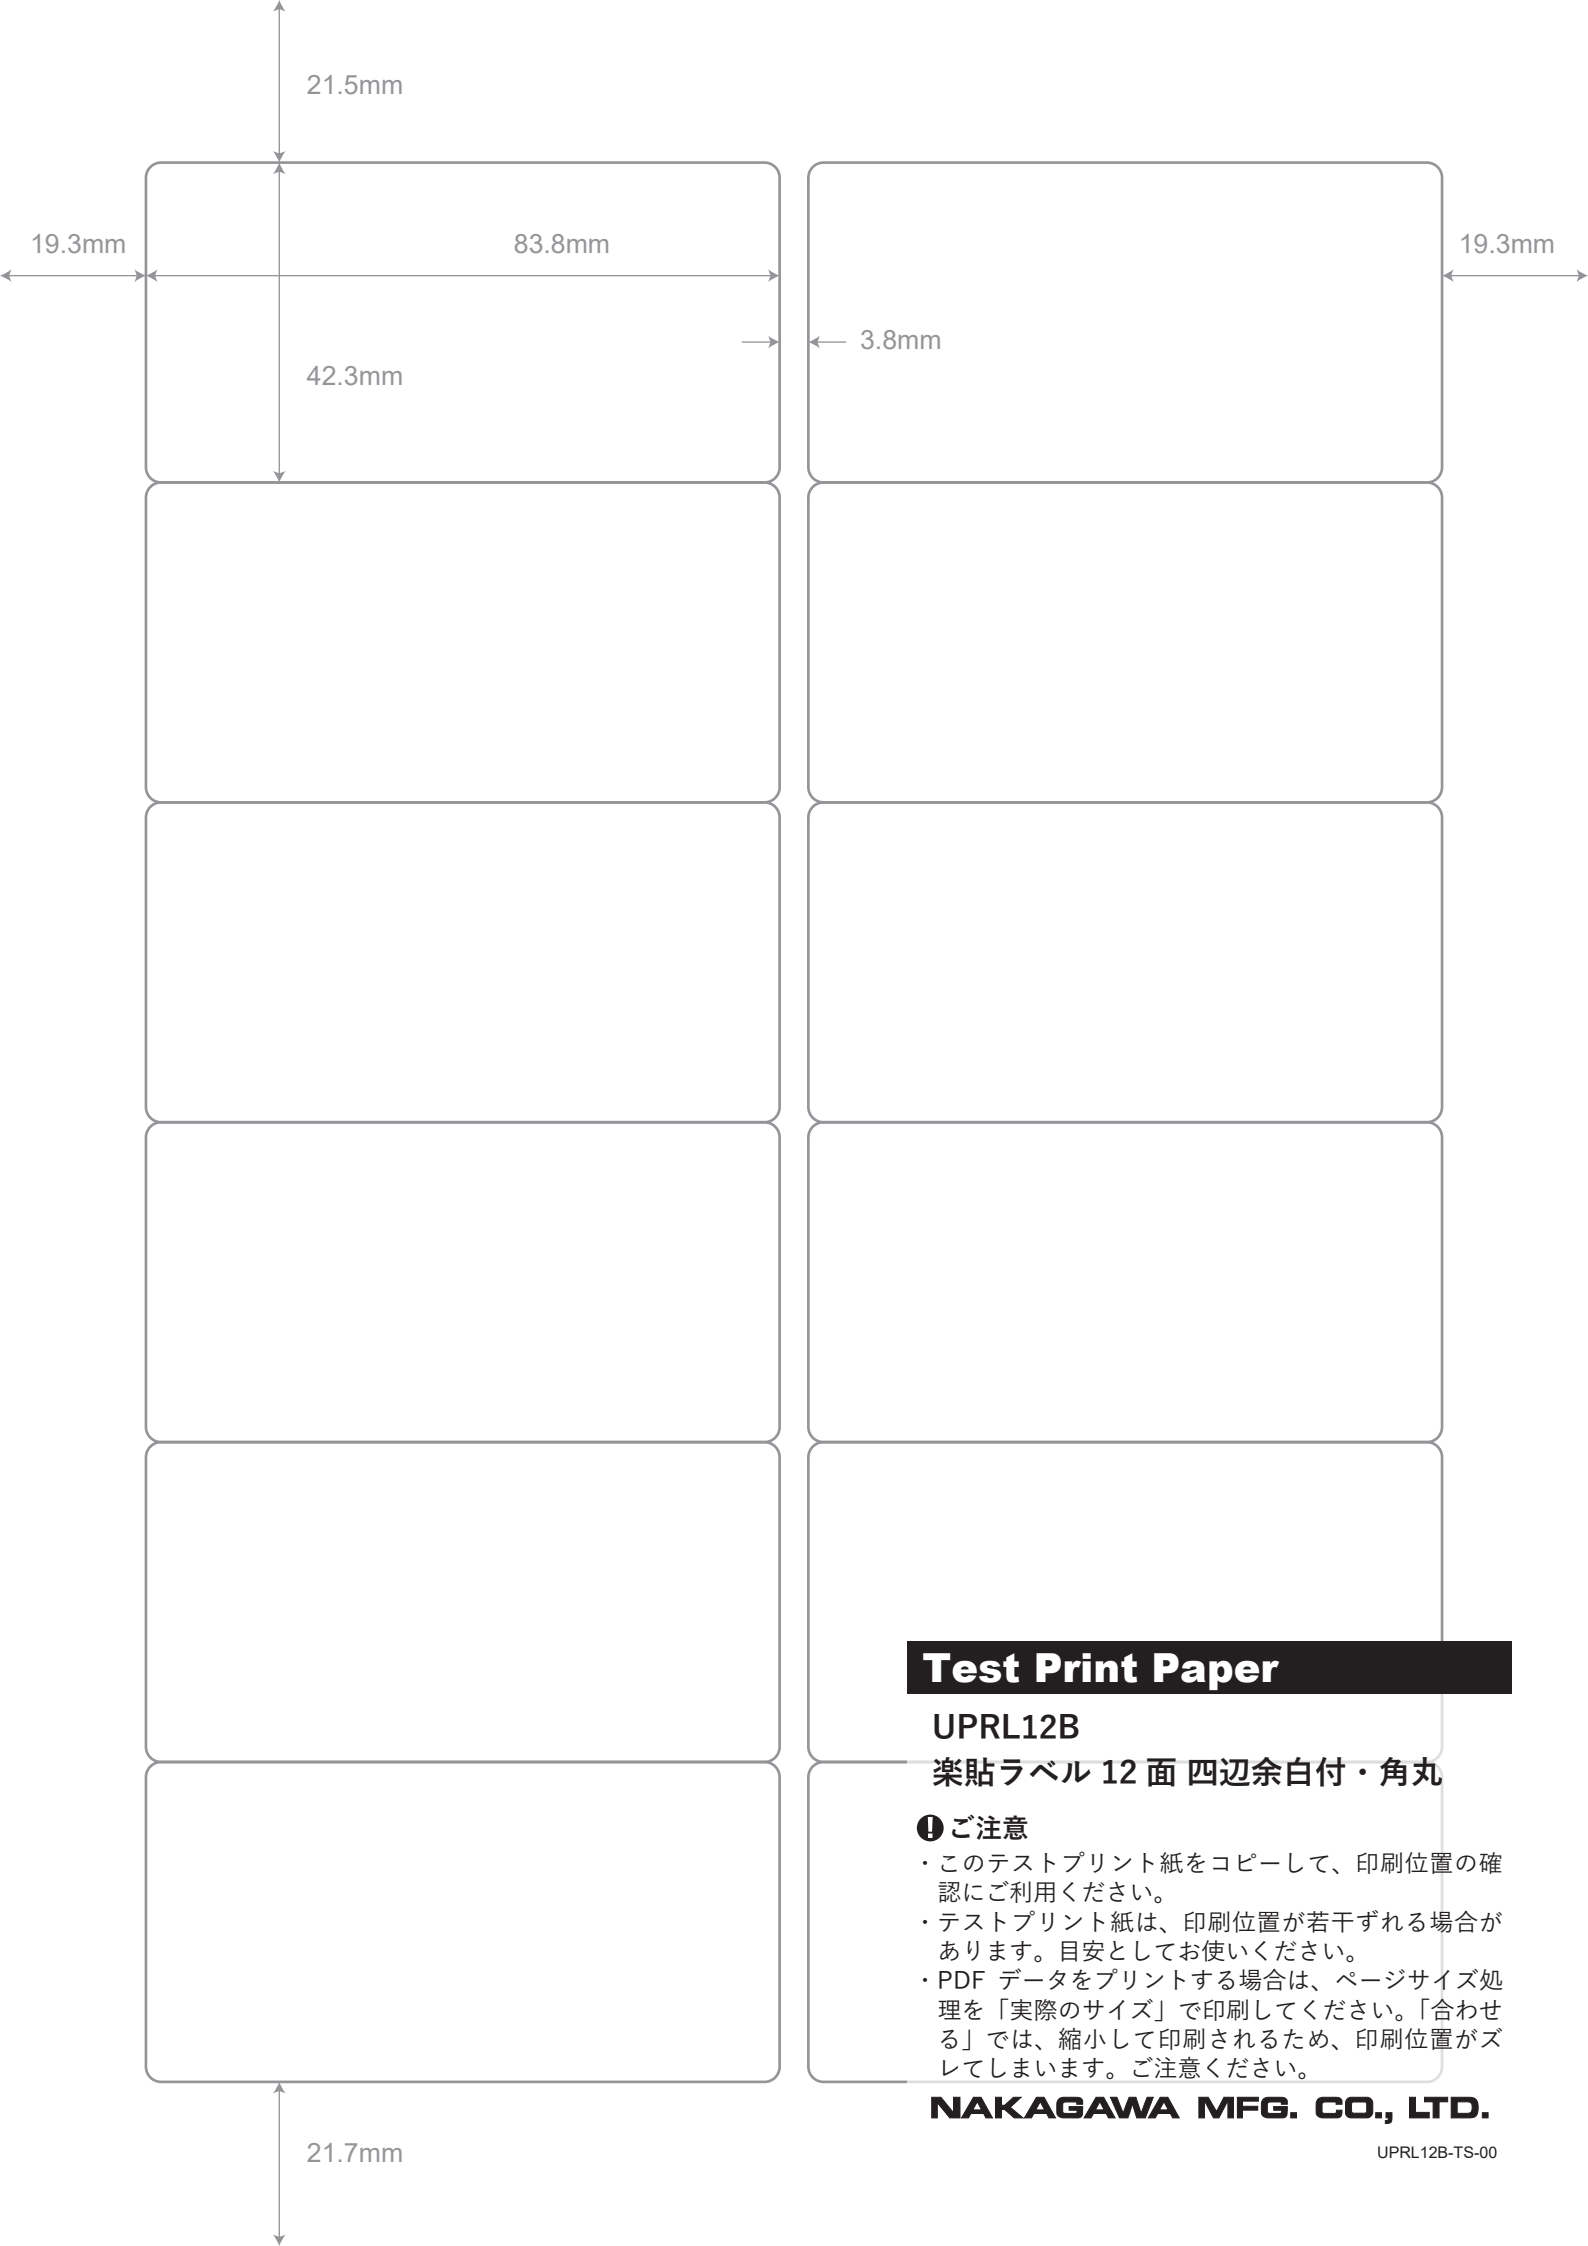 21.5mm
19.3mm
83.8mm
19.3mm
3.8mm
42.3mm
Test Print Paper
UPRL12B
楽貼ラベル 12 面 四辺余白付・角丸
ご注意
・このテストプリント紙をコピーして、印刷位置の確
認にご利用ください。
・テストプリント紙は、印刷位置が若干ずれる場合が
あります。目安としてお使いください。
・PDF データをプリントする場合は、ページサイズ処
理を「実際のサイズ」で印刷してください。「合わせ
る」では、縮小して印刷されるため、印刷位置がズ
レてしまいます。ご注意ください。
NAKAGAWA MFG. CO., LTD.
21.7mm
UPRL12B-TS-00